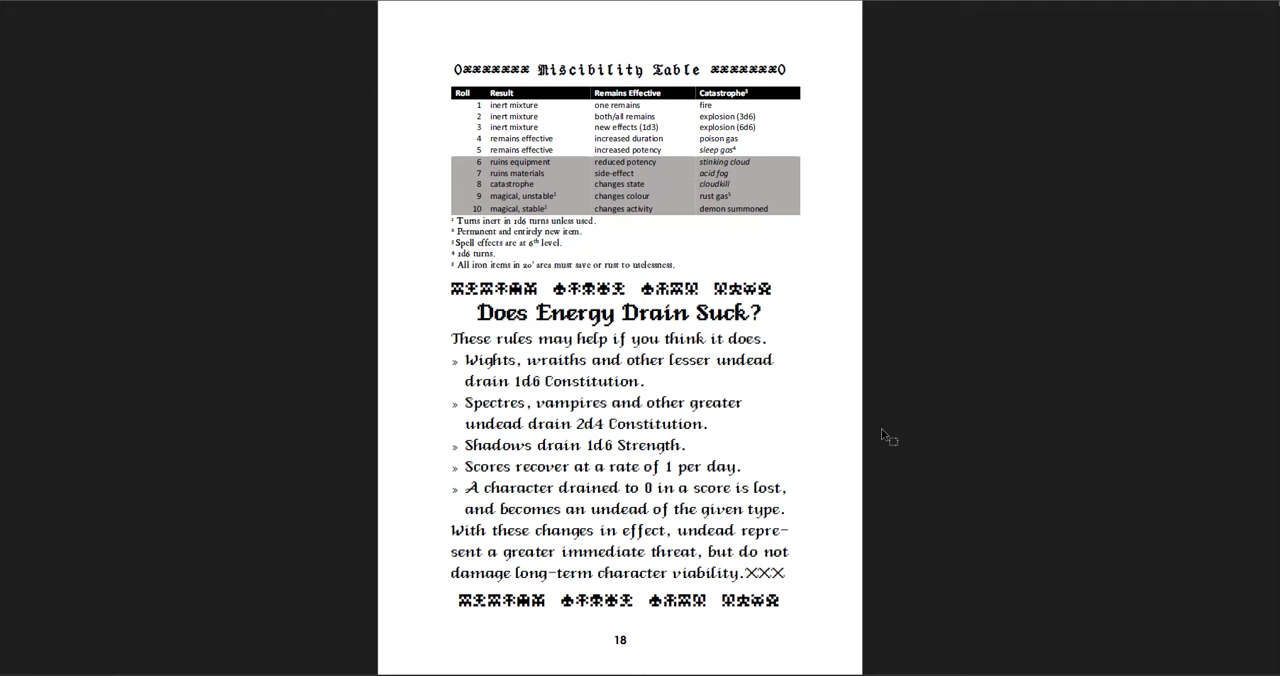 Miscibility Table
Roll Result Remains Effective Catastrophe³
1 inert mixture one remains fire
2 inert mixture both/all remains explosion (3d6)
3 inert mixture new effects (1d3) explosion (6d6)
4 remains effective increased duration poison gas
5 remains effective increased potency sleep gas⁴
6 ruins equipment reduced potency stinking cloud
7 ruins materials side-effect acid fog
8 catastrophe changes state cloudkill
9 magical, unstable¹ changes colour rust gas⁵
10 magical, stable² changes activity demon summoned
¹ Turns inert in 1d6 turns unless used.
² Permanent and entirely new item.
³ Spell effects are at 6th level.
⁴ 1d6 turns.
⁵ All iron items in 20' area must save or rust to uselessness.
Does Energy Drain Suck?
These rules may help if you think it does.
» Wights, wraiths and other lesser undead
drain 1d6 Constitution.
» Spectres, vampires and other greater
undead drain 2d4 Constitution.
» Shadows drain 1d6 Strength.
» Scores recover at a rate of 1 per day.
» A character drained to 0 in a score is lost,
and becomes an undead of the given type.
With these changes in effect, undead repre-
sent a greater immediate threat, but do not
damage long-term character viability.XXX
18